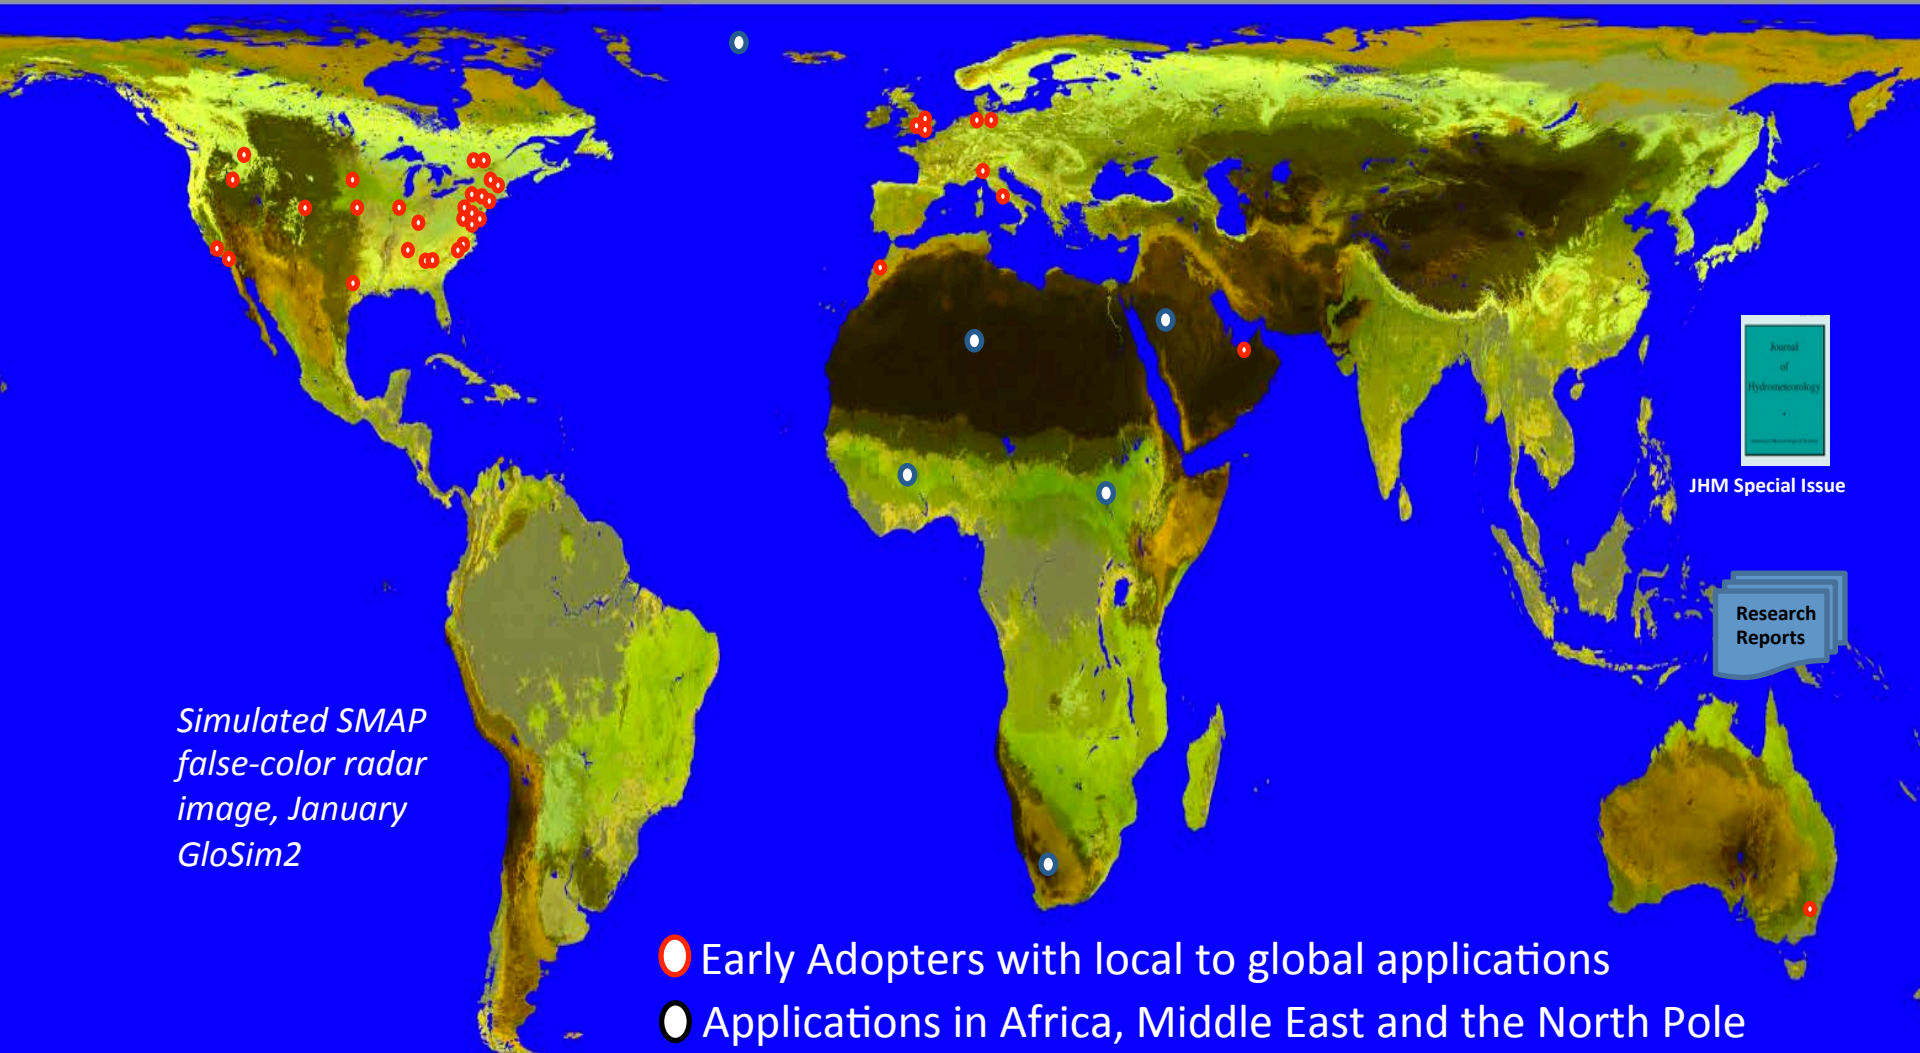 Journal
of
Hydrometeorology
JHM Special Issue
Research
Reports
Simulated SMAP
false-color radar
image, January
GloSim2
Early Adopters with local to global applications
Applications in Africa, Middle East and the North Pole